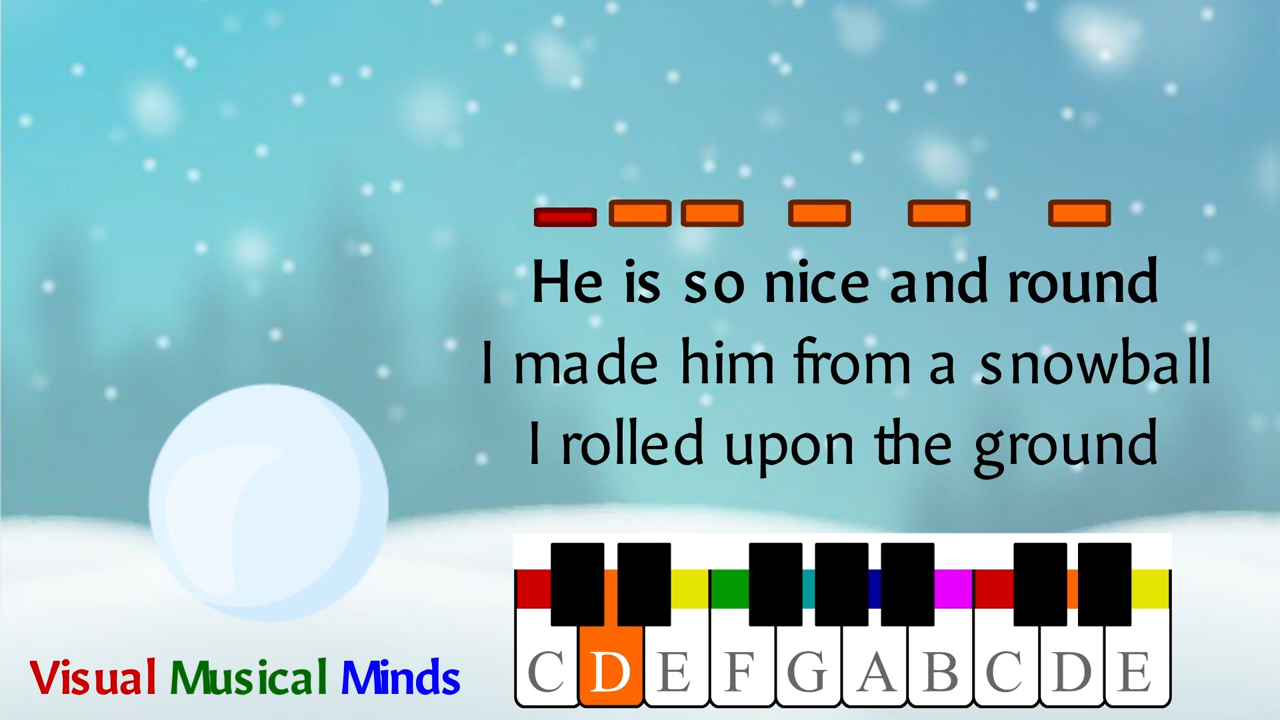 He is so nice and round
I made him from a snowball
I rolled upon the ground
C D E F G A B C D E
Visual Musical Minds